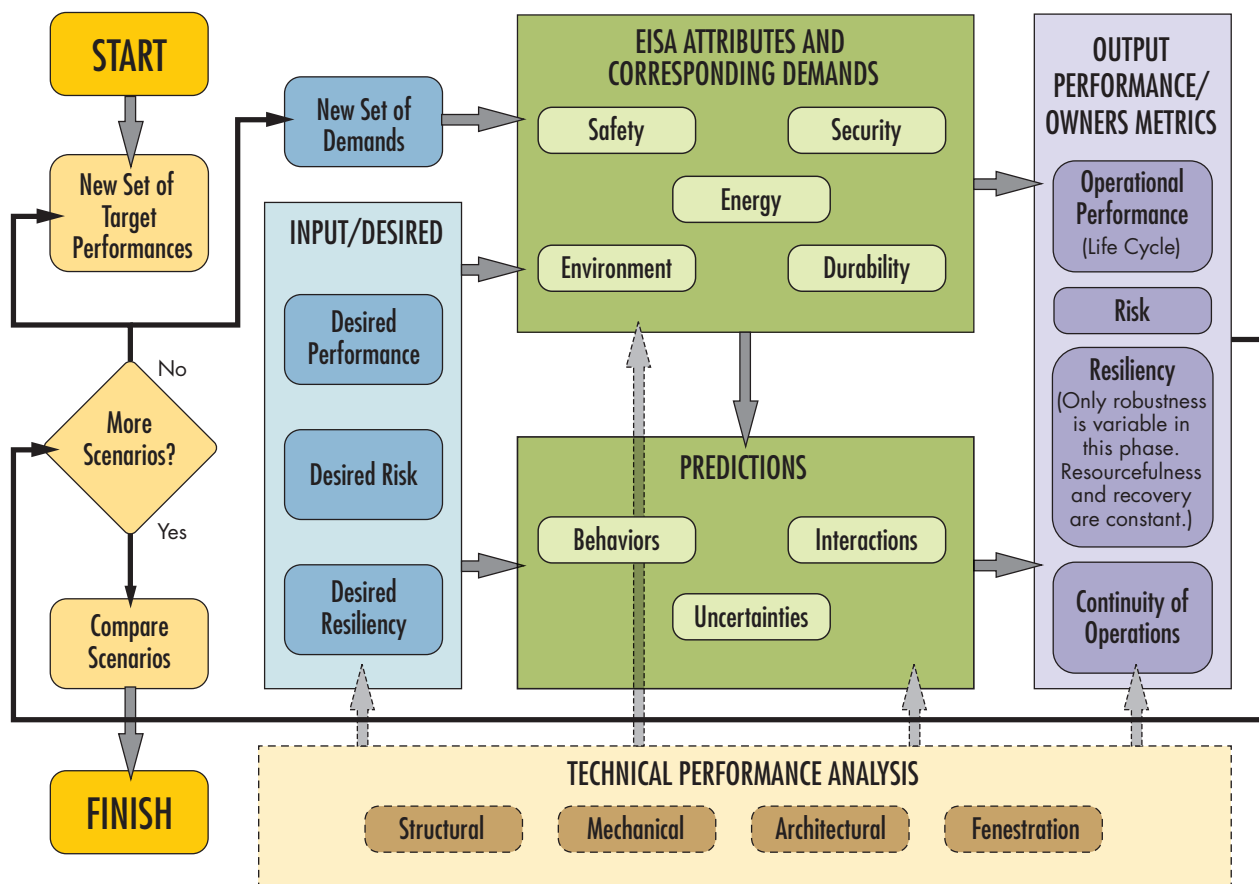 START
New Set of
Target
Performances
No
More
Scenarios?
Yes
Compare
Scenarios
FINISH
New Set of
Demands
INPUT/DESIRED
Desired
Performance
Desired Risk
Desired
Resiliency
EISA ATTRIBUTES AND
CORRESPONDING DEMANDS
Safety
Security
Energy
Environment
Durability
PREDICTIONS
Behaviors
Interactions
Uncertainties
OUTPUT
PERFORMANCE/
OWNERS METRICS
Operational
Performance
(Life Cycle)
Risk
Resiliency
(Only robustness
is variable in
this phase.
Resourcefulness
and recovery
are constant.)
Continuity of
Operations
TECHNICAL PERFORMANCE ANALYSIS
Structural
Mechanical
Architectural
Fenestration